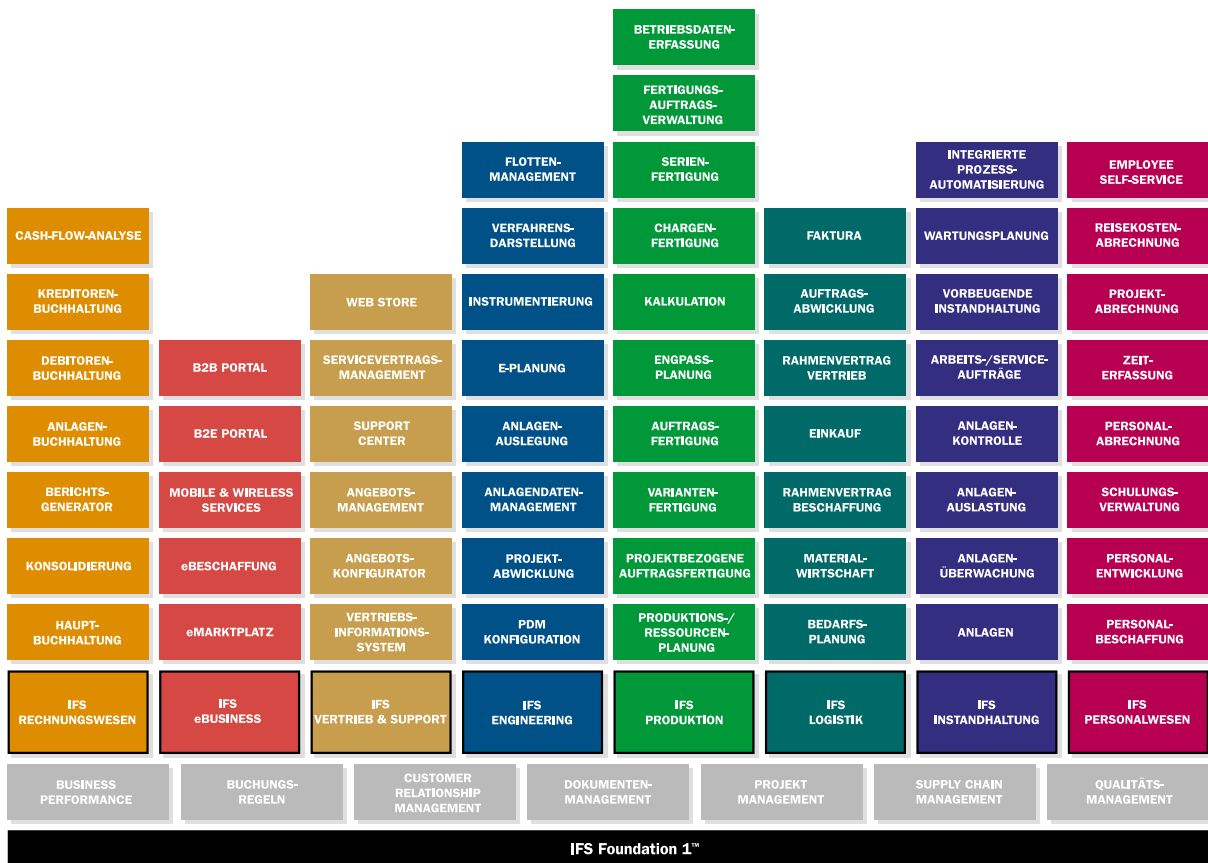 BETRIEBSDATEN-
ERFASSUNG
FERTIGUNGS-
AUFTRAGS-
VERWALTUNG
FLOTTEN-
MANAGEMENT
SERIEN-
FERTIGUNG
INTEGRIERTE
PROZESS-
AUTOMATISIERUNG
EMPLOYEE
SELF-SERVICE
CASH-FLOW-ANALYSE
VERFAHRENS-
DARSTELLUNG
CHARGEN-
FERTIGUNG
FAKTURA
WARTUNGSPLANUNG
REISEKOSTEN-
ABRECHNUNG
KREDITOREN-
BUCHHALTUNG
WEB STORE
INSTRUMENTIERUNG
KALKULATION
AUFTRAGS-
ABWICKLUNG
VORBEUGENDE
INSTANDHALTUNG
PROJEKT-
ABRECHNUNG
DEBITOREN-
BUCHHALTUNG
B2B PORTAL
SERVICEVERTRAGS-
MANAGEMENT
E-PLANUNG
ENGPASS-
PLANUNG
RAHMENVERTRAG
VERTRIEB
ARBEITS-/SERVICE-
AUFTRÄGE
ZEIT-
ERFASSUNG
ANLAGEN-
BUCHHALTUNG
B2E PORTAL
SUPPORT
CENTER
ANLAGEN-
AUSLEGUNG
AUFTRAGS-
FERTIGUNG
EINKAUF
ANLAGEN-
KONTROLLE
PERSONAL-
ABRECHNUNG
BERICHTS-
GENERATOR
MOBILE & WIRELESS
SERVICES
ANGEBOTS-
MANAGEMENT
ANLAGENDATEN-
MANAGEMENT
VARIANTEN-
FERTIGUNG
RAHMENVERTRAG
BESCHAFFUNG
ANLAGEN-
AUSLASTUNG
SCHULUNGS-
VERWALTUNG
KONSOLIDIERUNG
eBESCHAFFUNG
ANGEBOTS-
KONFIGURATOR
PROJEKT-
ABWICKLUNG
PROJEKTBEZOGENE
AUFTRAGSFERTIGUNG
MATERIAL-
WIRTSCHAFT
ANLAGEN-
ÜBERWACHUNG
PERSONAL-
ENTWICKLUNG
HAUPT-
BUCHHALTUNG
eMARKTPLATZ
VERTRIEBS-
INFORMATIONS-
SYSTEM
PDM
KONFIGURATION
PRODUKTIONS-/
RESSOURCEN-
PLANUNG
BEDARFS-
PLANUNG
ANLAGEN
PERSONAL-
BESCHAFFUNG
IFS
RECHNUNGSWESEN
IFS
eBUSINESS
IFS
VERTRIEB & SUPPORT
IFS
ENGINEERING
IFS
PRODUKTION
IFS
LOGISTIK
IFS
INSTANDHALTUNG
IFS
PERSONALWESEN
BUSINESS
PERFORMANCE
BUCHUNGS-
REGELN
CUSTOMER
RELATIONSHIP
MANAGEMENT
DOKUMENTEN-
MANAGEMENT
PROJEKT
MANAGEMENT
SUPPLY CHAIN
MANAGEMENT
QUALITÄTS-
MANAGEMENT
IFS Foundation 1™